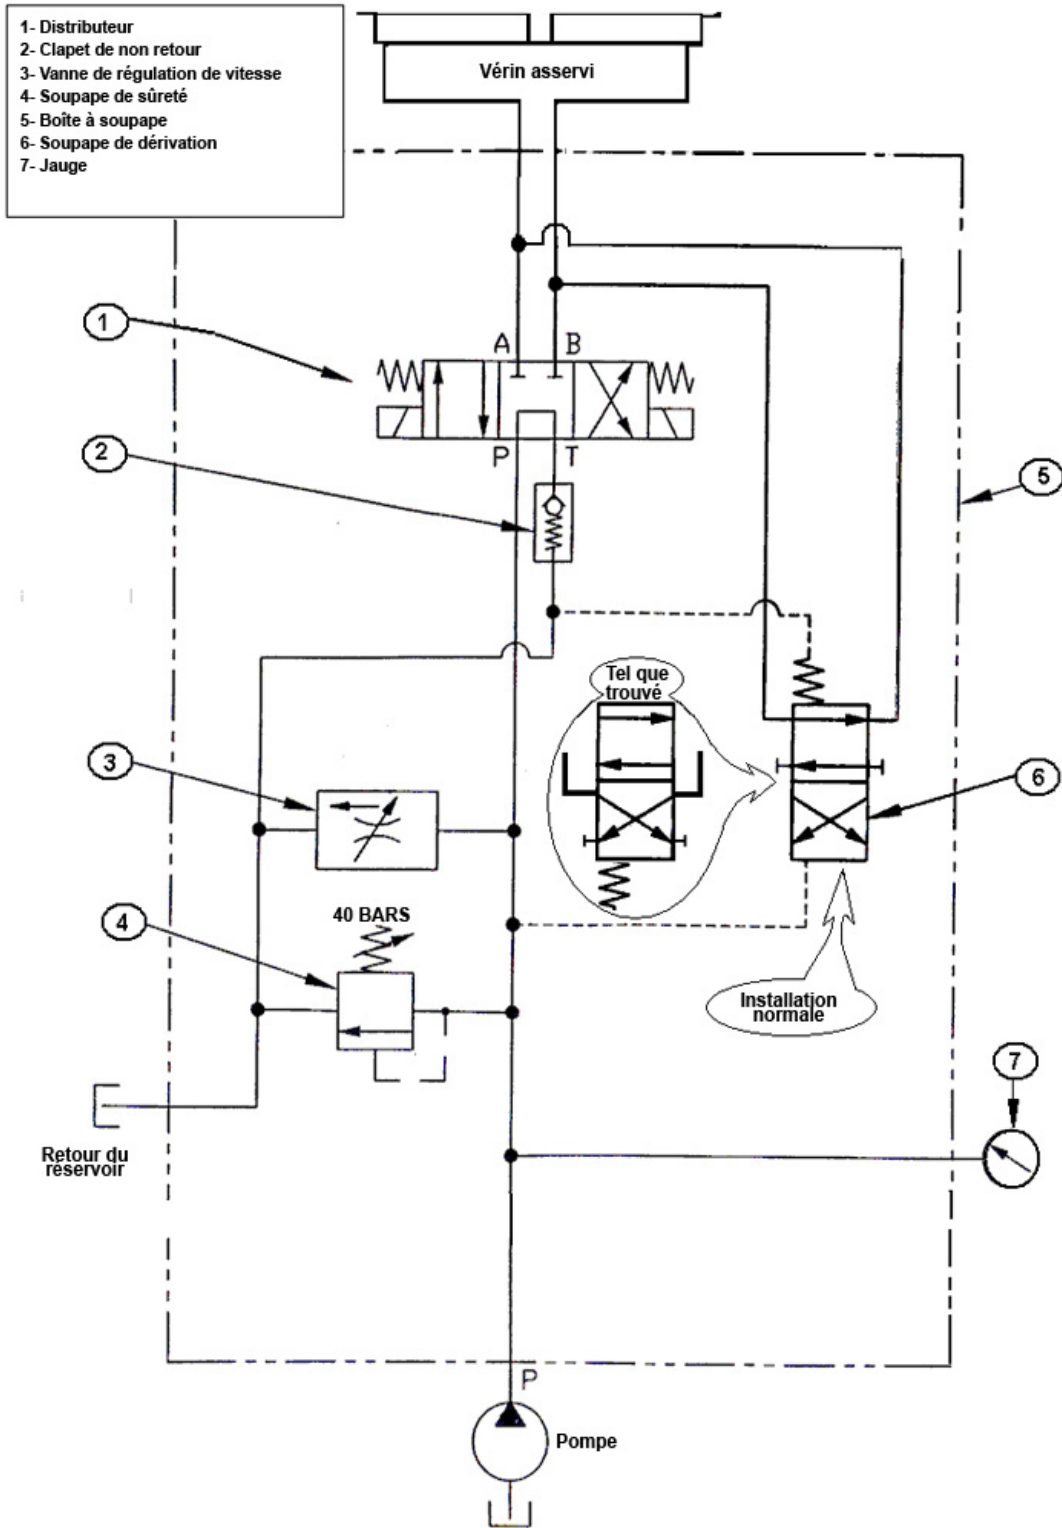 1- Distributeur
2- Clapet de non retour
3- Vanne de régulation de vitesse
4- Soupape de sûreté
5- Boîte à soupape
6- Soupape de dérivation
7- Jauge
Vérin asservi
1
A B
2
P T
5
Tel que
trouvé
3
6
40 BARS
4
Installation
normale
7
Retour du
réservoir
P
Pompe